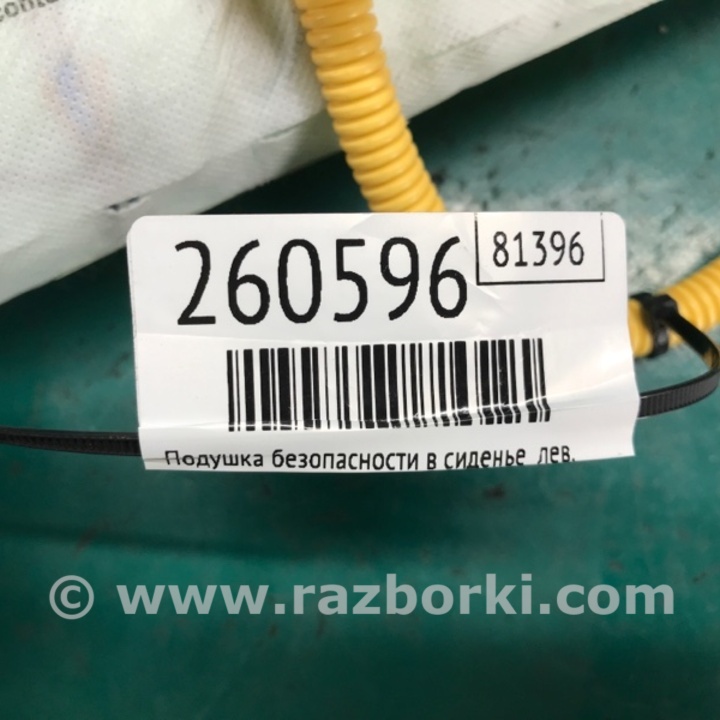 260596
81396
Подушка безопасности в сиденье лев.
© www.razborki.com